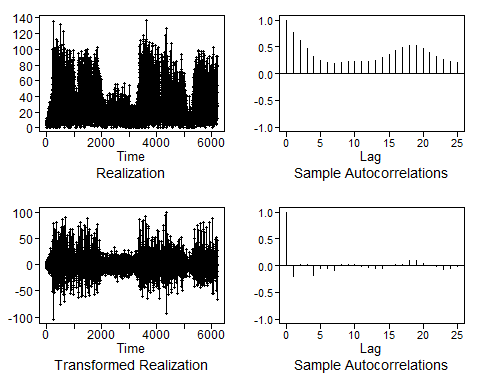 140
120
100
80
60
40
20
0
0 2000 4000 6000
Time
Realization
1.0
0.5
0.0
-0.5
-1.0
0 5 10 15 20 25
Lag
Sample Autocorrelations
100
50
0
-50
-100
0 2000 4000 6000
Time
Transformed Realization
1.0
0.5
0.0
-0.5
-1.0
0 5 10 15 20 25
Lag
Sample Autocorrelations